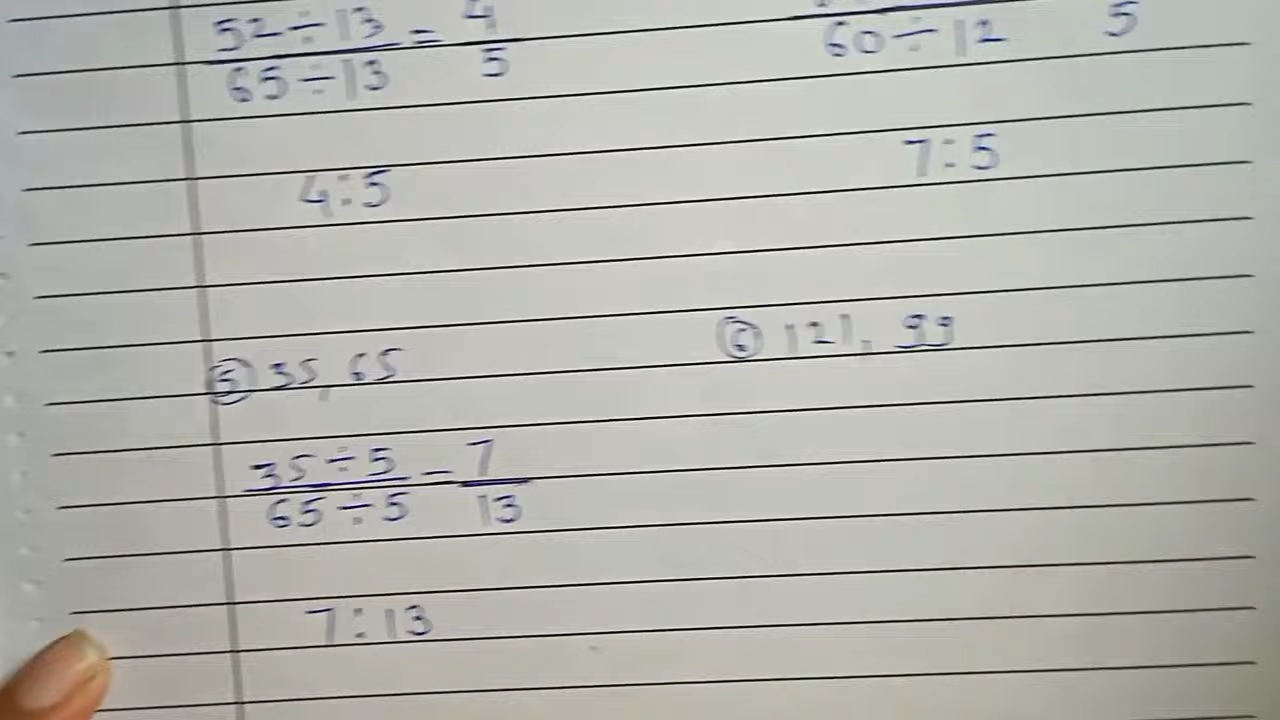 52÷13 = 4
65÷13 5
4:5
60÷12 5
7:5
⑤ 35, 65
35÷5 = 7
65÷5 13
7:13
⑥ 121, 99